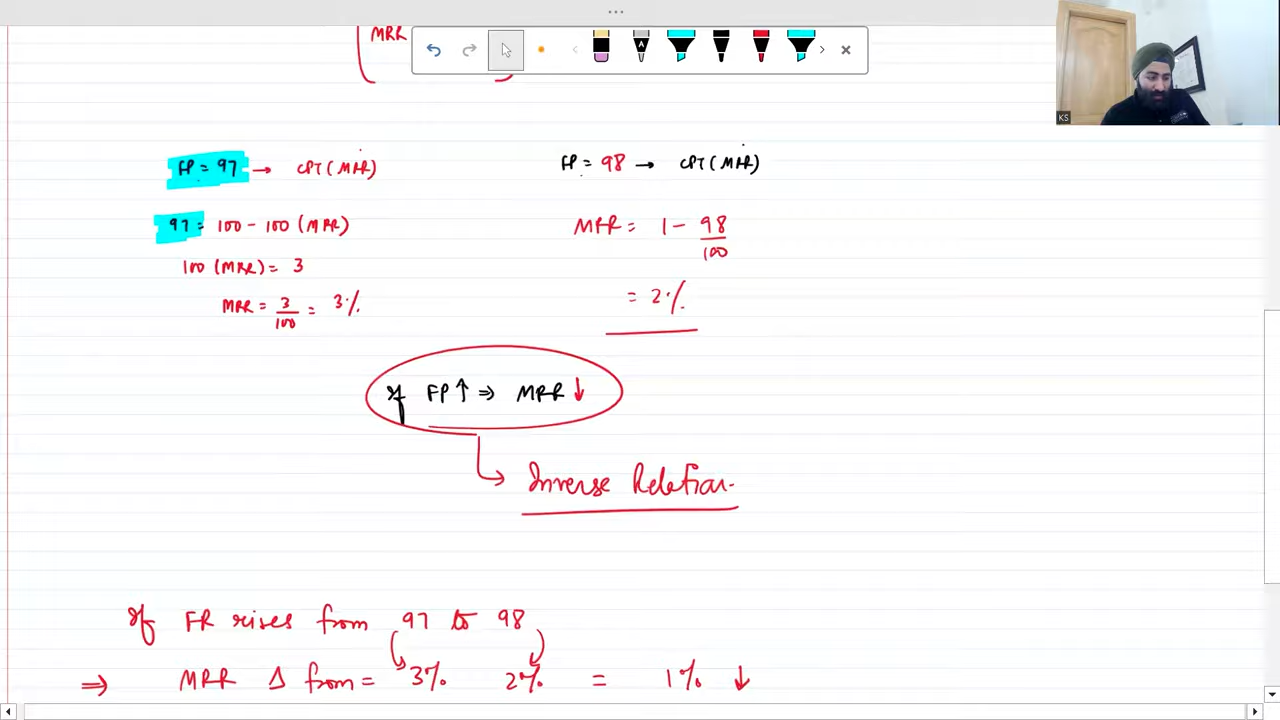 MRR
FP = 97 → CPT (MRR)
97 = 100 - 100 (MRR)
100 (MRR) = 3
MRR = 3/100 = 3%
FP = 98 → CPT (MRR)
MRR = 1 - 98/100
= 2%
If FP ↑ ⇒ MRR ↓
Inverse Relation.
If FR rises from 97 to 98
⇒ MRR Δ from = 3% 2% = 1% ↓
KS